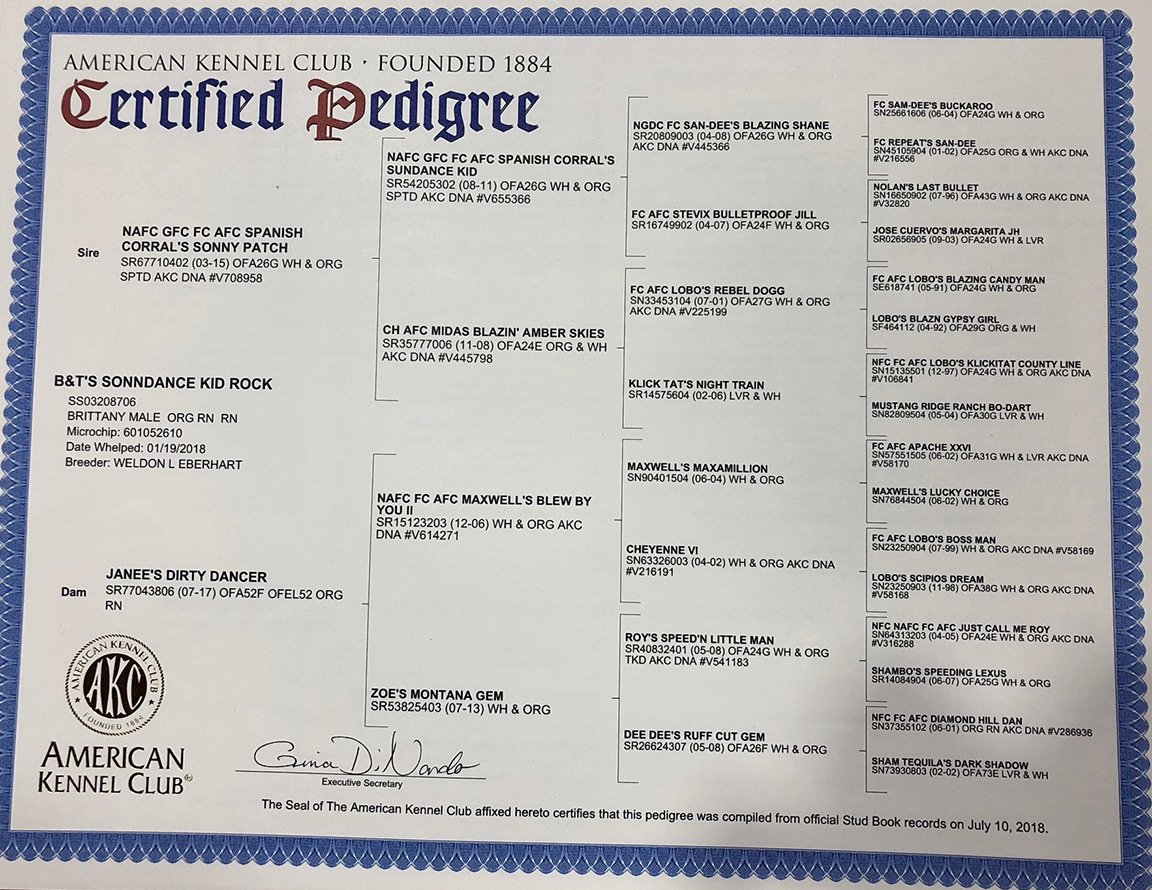 AMERICAN KENNEL CLUB · FOUNDED 1884
Certified Pedigree
Sire
NAFC GFC FC AFC SPANISH
CORRAL'S SONNY PATCH
SR67710402 (03-15) OFA26G WH & ORG
SPTD AKC DNA #V708958
B&T'S SONNDANCE KID ROCK
SS03208706
BRITTANY MALE ORG RN RN
Microchip: 601052610
Date Whelped: 01/19/2018
Breeder: WELDON L EBERHART
Dam
JANEE'S DIRTY DANCER
SR77043806 (07-17) OFA52F OFEL52 ORG
RN
NAFC GFC FC AFC SPANISH CORRAL'S
SUNDANCE KID
SR54205302 (08-11) OFA26G WH & ORG
SPTD AKC DNA #V655366
CH AFC MIDAS BLAZIN' AMBER SKIES
SR35777006 (11-08) OFA24E ORG & WH
AKC DNA #V445798
NAFC FC AFC MAXWELL'S BLEW BY
YOU II
SR15123203 (12-06) WH & ORG AKC
DNA #V614271
ZOE'S MONTANA GEM
SR53825403 (07-13) WH & ORG
NGDC FC SAN-DEE'S BLAZING SHANE
SR20809003 (04-08) OFA26G WH & ORG
AKC DNA #V445366
FC AFC STEVIX BULLETPROOF JILL
SR16749902 (04-07) OFA24F WH & ORG
FC AFC LOBO'S REBEL DOGG
SN33453104 (07-01) OFA27G WH & ORG
AKC DNA #V225199
KLICK TAT'S NIGHT TRAIN
SR14575604 (02-06) LVR & WH
MAXWELL'S MAXAMILLION
SN90401504 (06-04) WH & ORG
CHEYENNE VI
SN63326003 (04-02) WH & ORG AKC DNA
#V216191
ROY'S SPEED'N LITTLE MAN
SR40832401 (05-08) OFA24G WH & ORG
TKD AKC DNA #V541183
DEE DEE'S RUFF CUT GEM
SR26624307 (05-08) OFA26F WH & ORG
FC SAM-DEE'S BUCKAROO
SN25661606 (06-04) OFA24G WH & ORG
FC REPEAT'S SAN-DEE
SN45105904 (01-02) OFA25G ORG & WH AKC DNA
#V216556
NOLAN'S LAST BULLET
SN16650902 (07-96) OFA43G WH & ORG AKC DNA
#V32820
JOSE CUERVO'S MARGARITA JH
SR02656905 (09-03) OFA24G WH & LVR
FC AFC LOBO'S BLAZING CANDY MAN
SE618741 (05-91) OFA24G WH & ORG
LOBO'S BLAZN GYPSY GIRL
SF464112 (04-92) OFA29G ORG & WH
NFC FC AFC LOBO'S KLICKITAT COUNTY LINE
SN15135501 (12-97) OFA24G WH & ORG AKC DNA
#V106841
MUSTANG RIDGE RANCH BO-DART
SN82809504 (05-04) OFA30G LVR & WH
FC AFC APACHE XXVI
SN57551505 (06-02) OFA31G WH & LVR AKC DNA
#V58170
MAXWELL'S LUCKY CHOICE
SN76844504 (06-02) WH & ORG
FC AFC LOBO'S BOSS MAN
SN23250904 (07-99) WH & ORG AKC DNA #V58169
LOBO'S SCIPIOS DREAM
SN23250903 (11-98) OFA38G WH & ORG AKC DNA
#V58168
NFC NAFC FC AFC JUST CALL ME ROY
SN64313203 (04-05) OFA24E WH & ORG AKC DNA
#V316288
SHAMBO'S SPEEDING LEXUS
SR14084904 (06-07) OFA25G WH & ORG
NFC FC AFC DIAMOND HILL DAN
SN37355102 (06-01) ORG RN AKC DNA #V286936
SHAM TEQUILA'S DARK SHADOW
SN73930803 (02-02) OFA73E LVR & WH
AMERICAN KENNEL CLUB
AKC
FOUNDED 1884
AMERICAN
KENNEL CLUB®
Gina DiNardo
Executive Secretary
The Seal of The American Kennel Club affixed hereto certifies that this pedigree was compiled from official Stud Book records on July 10, 2018.